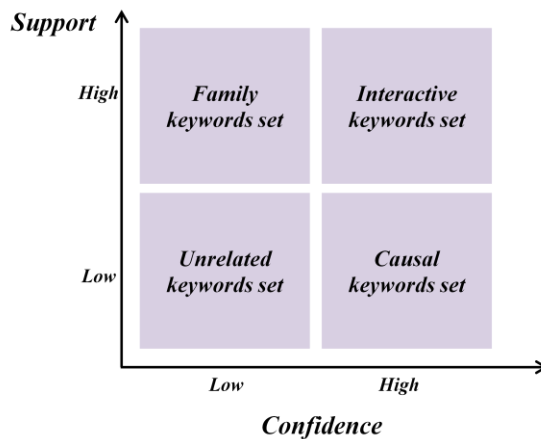 Support
High
Family
keywords set
Interactive
keywords set
Low
Unrelated
keywords set
Causal
keywords set
Low
High
Confidence